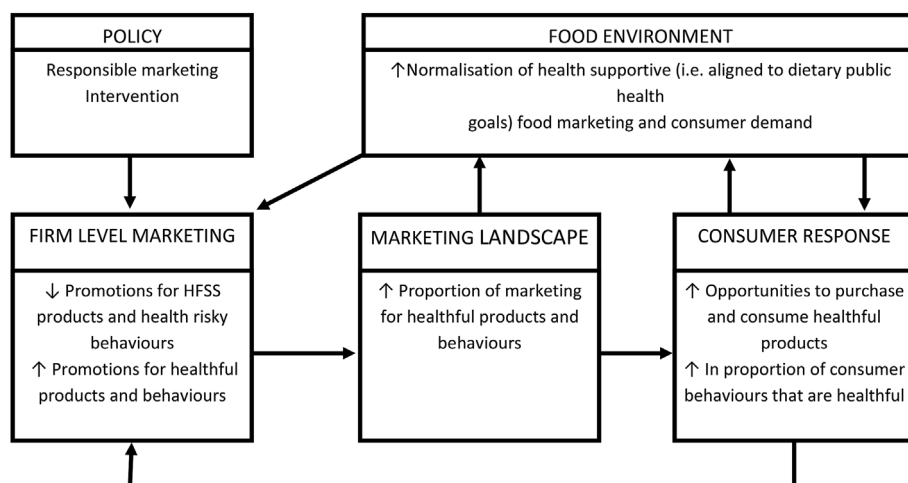 POLICY
Responsible marketing
Intervention
FOOD ENVIRONMENT
↑Normalisation of health supportive (i.e. aligned to dietary public
health
goals) food marketing and consumer demand
FIRM LEVEL MARKETING
↓ Promotions for HFSS
products and health risky
behaviours
↑ Promotions for healthful
products and behaviours
MARKETING LANDSCAPE
↑ Proportion of marketing
for healthful products and
behaviours
CONSUMER RESPONSE
↑ Opportunities to purchase
and consume healthful
products
↑ In proportion of consumer
behaviours that are healthful